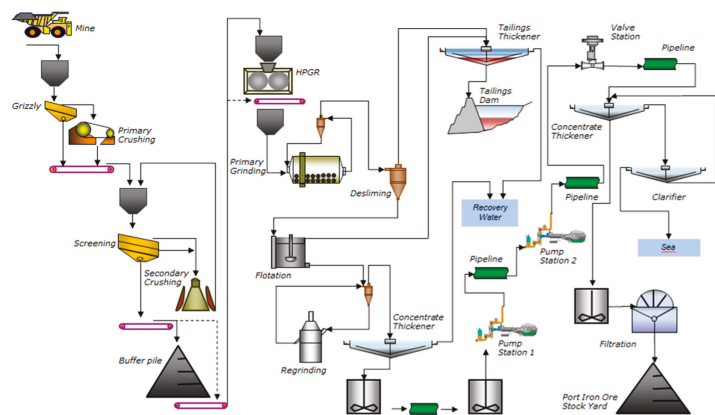 Mine
Grizzly
Primary
Crushing
Screening
Secondary
Crushing
Buffer pile
HPGR
Primary
Grinding
Desliming
Flotation
Regrinding
Concentrate
Thickener
Tailings
Thickener
Tailings
Dam
Recovery
Water
Pipeline
Pump
Station 1
Pump
Station 2
Pipeline
Valve
Station
Pipeline
Concentrate
Thickener
Clarifier
Sea
Filtration
Port Iron Ore
Stock Yard